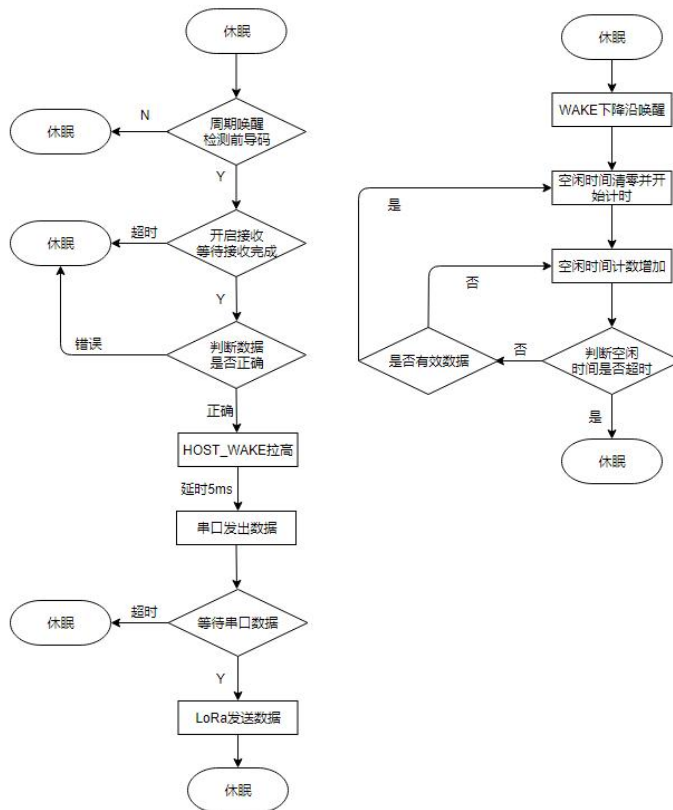 休眠
周期唤醒
检测前导码
N
休眠
Y
开启接收
等待接收完成
超时
休眠
Y
判断数据
是否正确
错误
正确
HOST_WAKE拉高
延时5ms
串口发出数据
等待串口数据
超时
休眠
Y
LoRa发送数据
休眠
休眠
WAKE下降沿唤醒
空闲时间清零并开
始计时
是
空闲时间计数增加
否
判断空闲
时间是否超时
否
是否有效数据
是
休眠